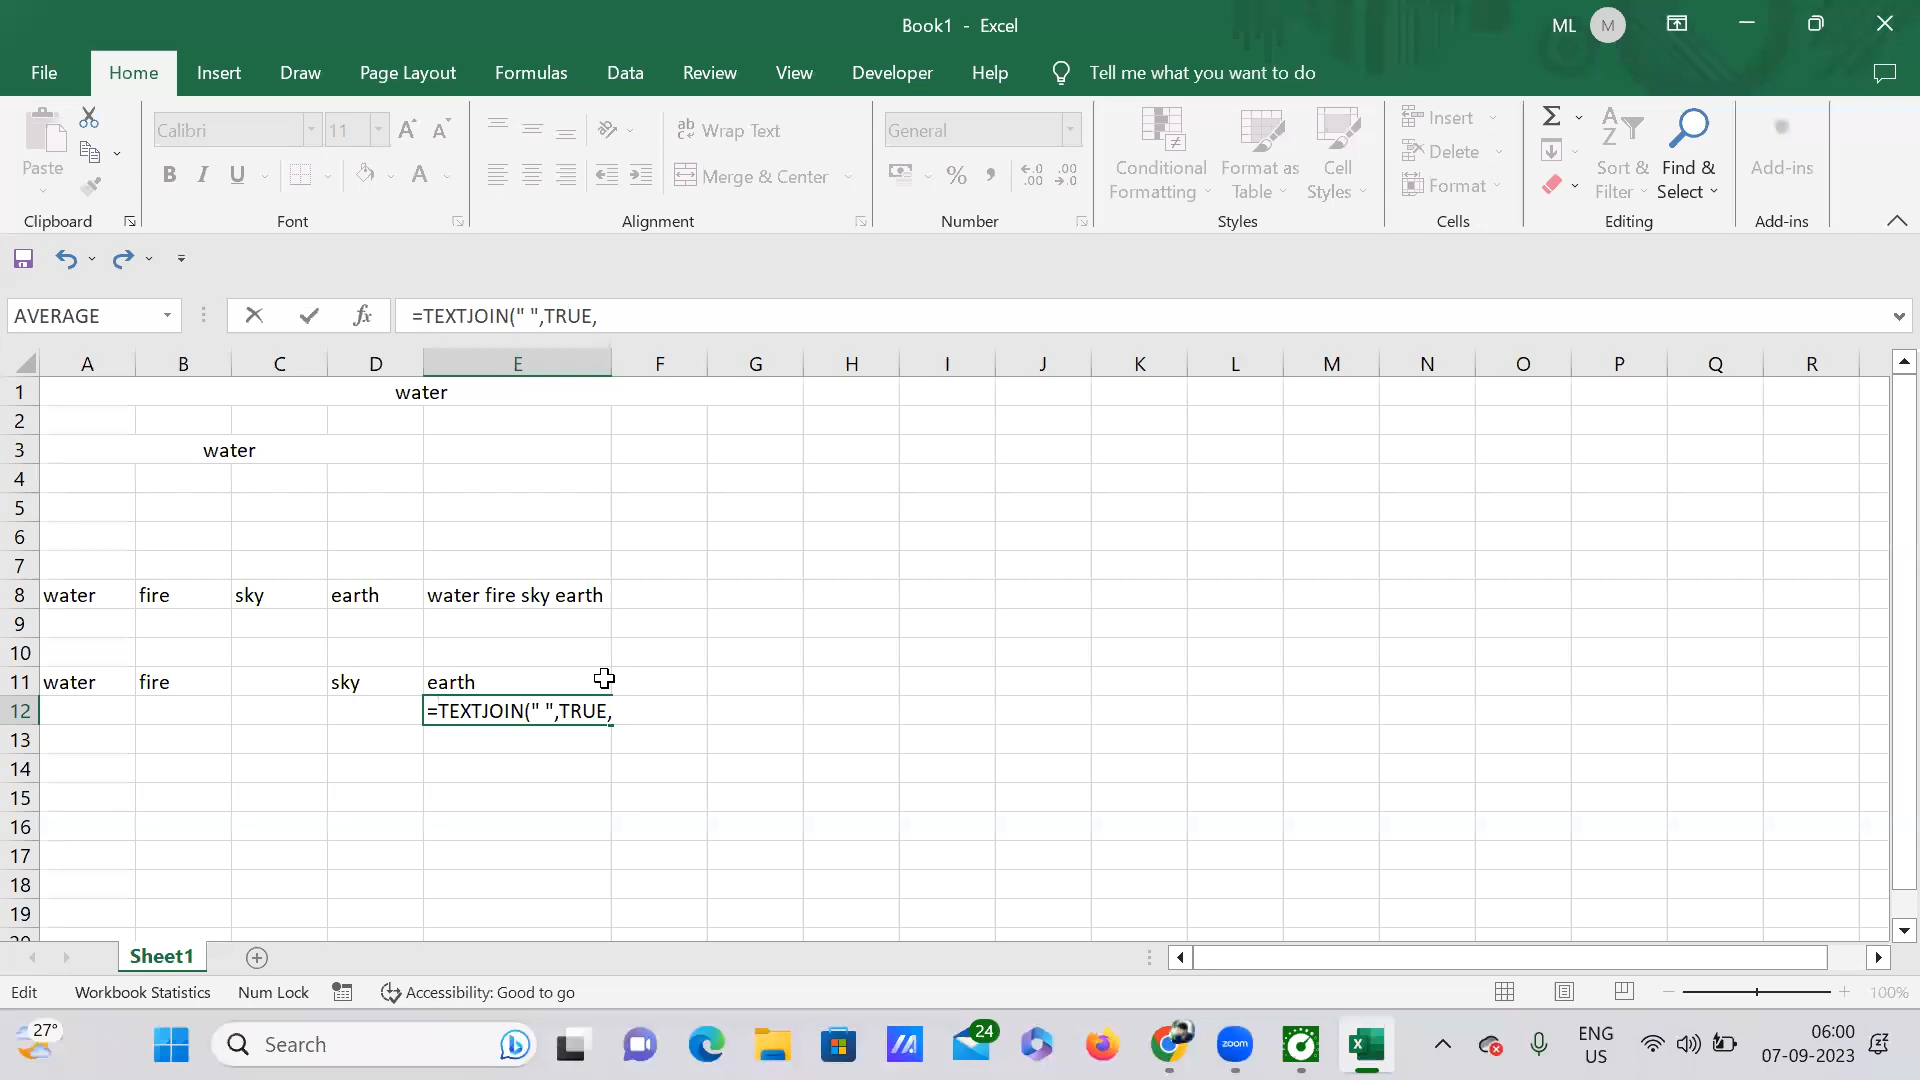 Book1 - Excel
ML M
File Home Insert Draw Page Layout Formulas Data Review View Developer Help Tell me what you want to do
Calibri 11 Wrap Text General Insert
Delete
Paste Merge & Center Conditional Format as Cell Format Sort & Find & Add-ins
Formatting Table Styles Filter Select
Clipboard Font Alignment Number Styles Cells Editing Add-ins
AVERAGE =TEXTJOIN(" ",TRUE,
A B C D E F G H I J K L M N O P Q R
1 water
2
3 water
4
5
6
7
8 water fire sky earth water fire sky earth
9
10
11 water fire sky earth
12 =TEXTJOIN(" ",TRUE,
13
14
15
16
17
18
19
20
Sheet1
Edit Workbook Statistics Num Lock Accessibility: Good to go 100%
27° Search 24 zoom ENG 06:00
US 07-09-2023